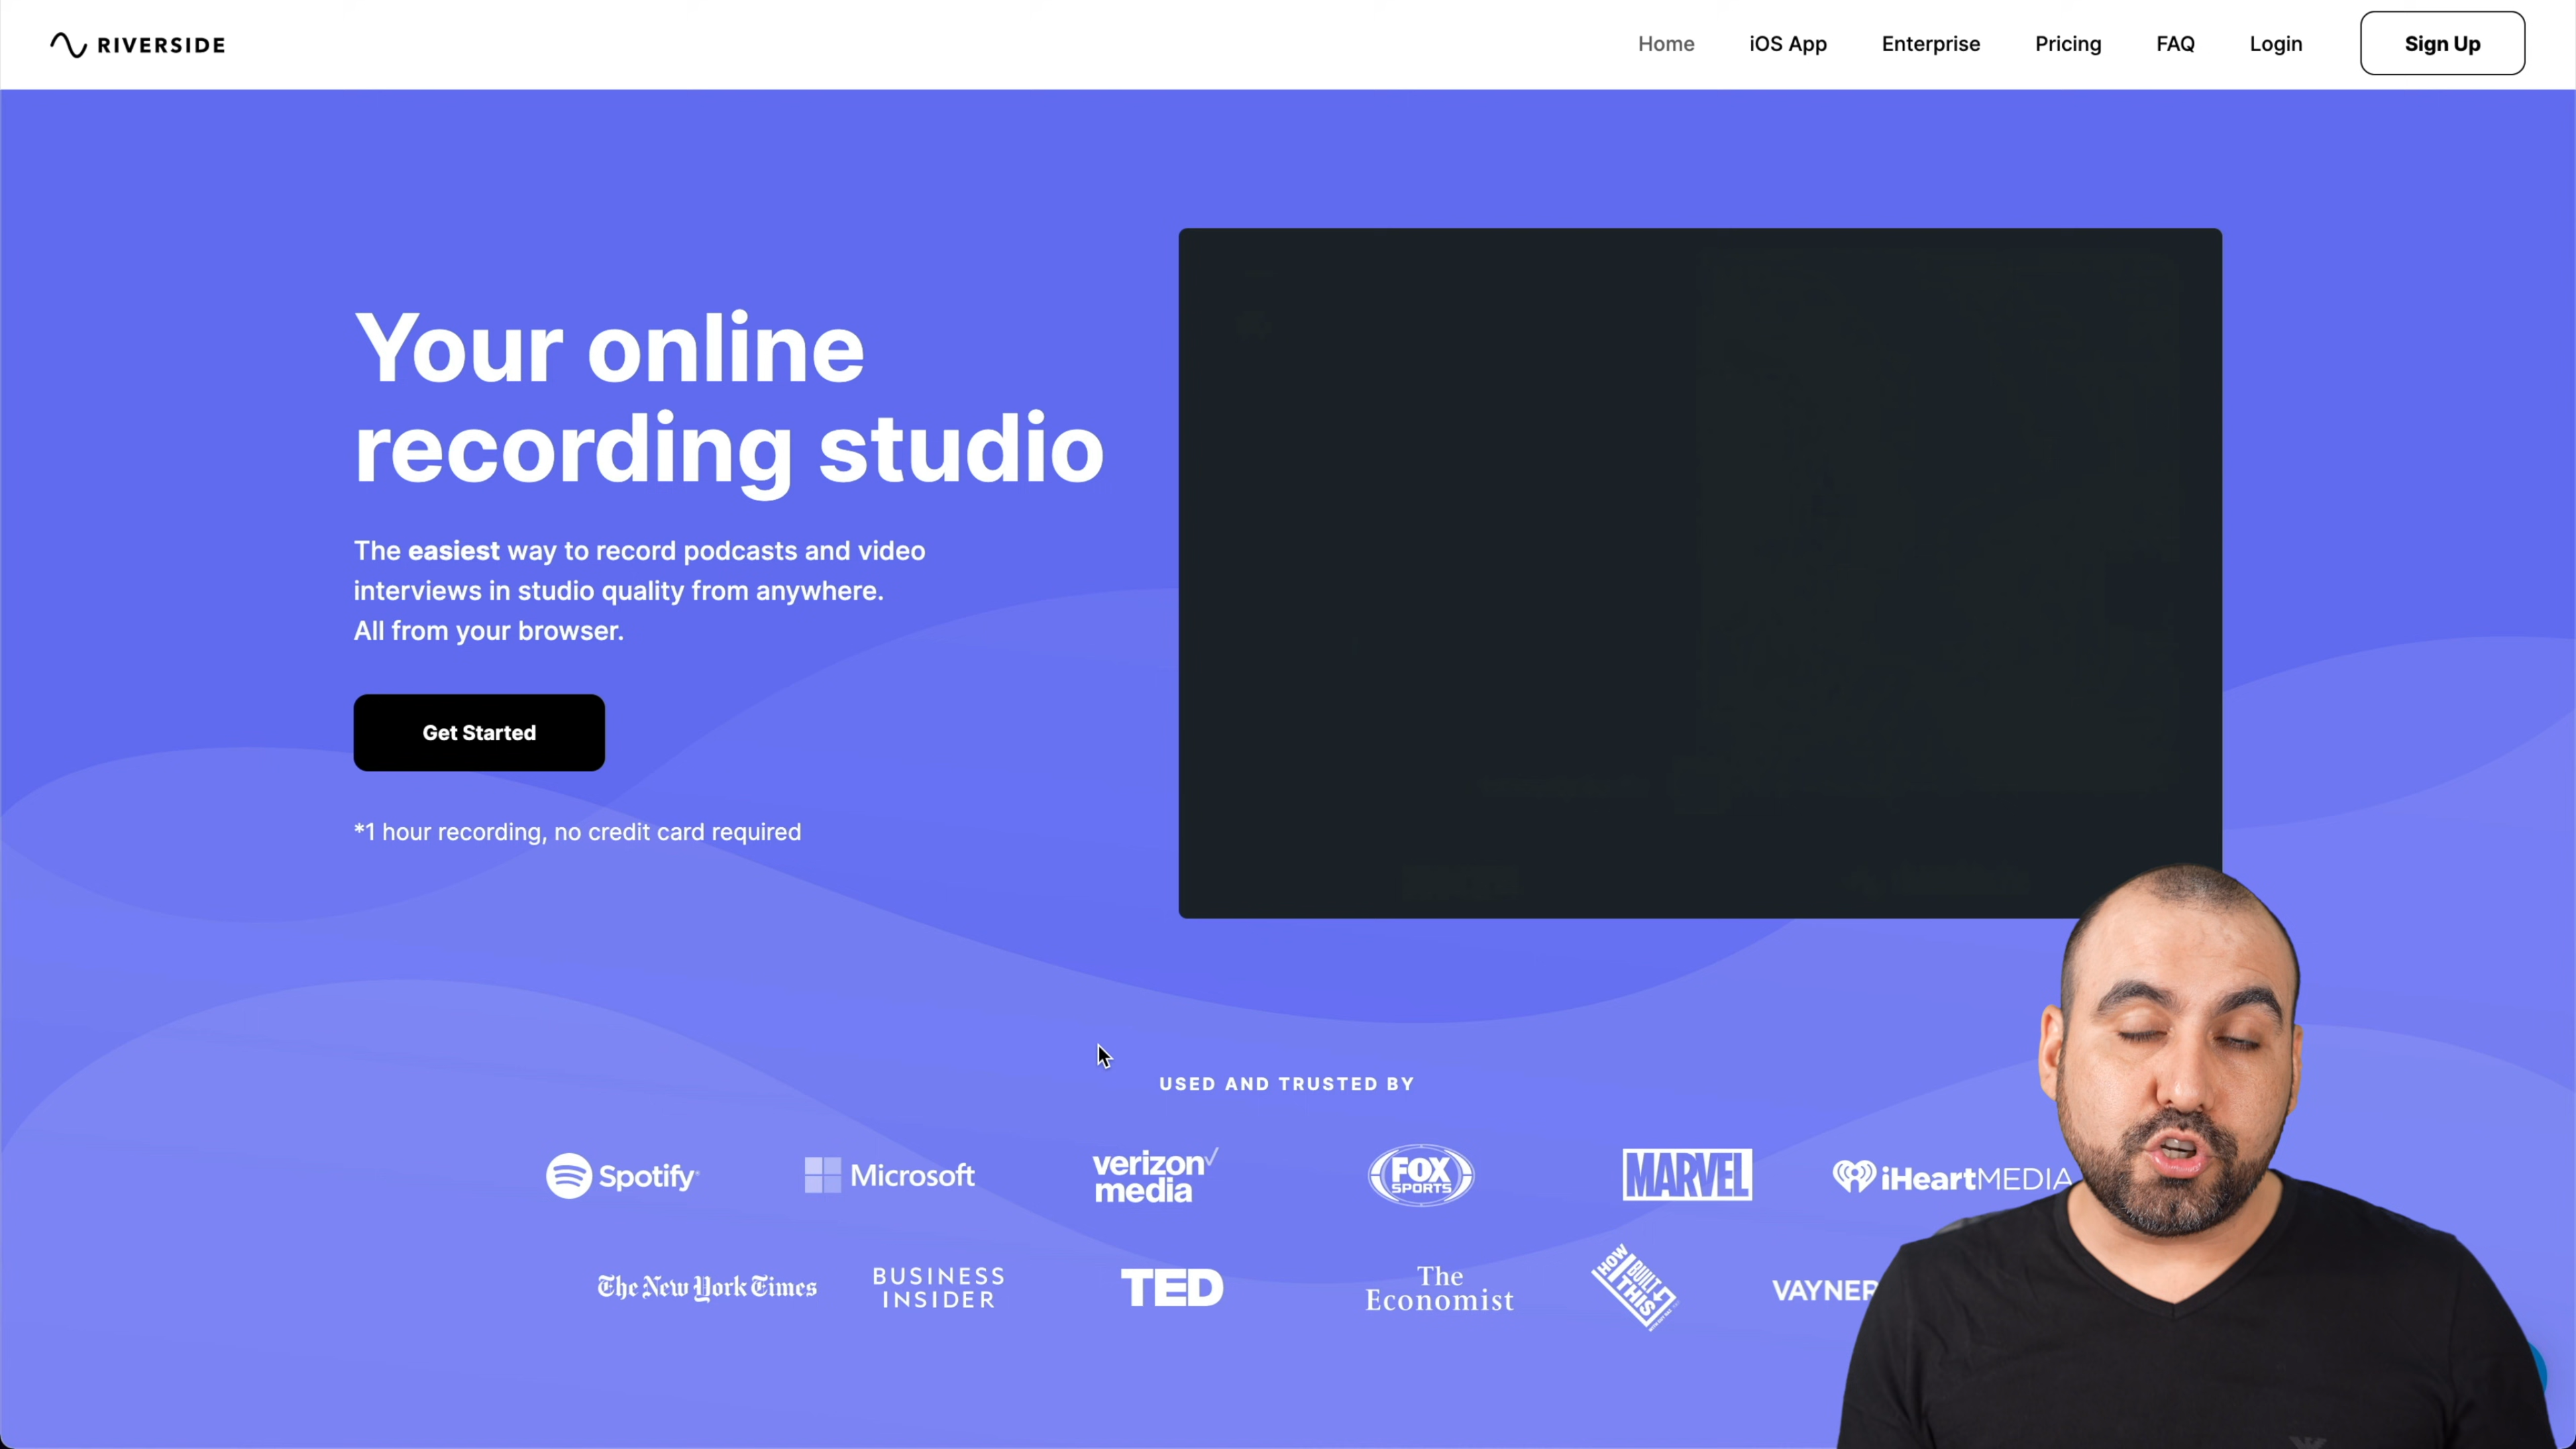 RIVERSIDE
Home
iOS App
Enterprise
Pricing
FAQ
Login
Sign Up
Your online
recording studio
The easiest way to record podcasts and video
interviews in studio quality from anywhere.
All from your browser.
Get Started
*1 hour recording, no credit card required
USED AND TRUSTED BY
Spotify
Microsoft
verizon
media
FOX
SPORTS
MARVEL
iHeartMEDIA
The New York Times
BUSINESS
INSIDER
TED
The
Economist
HOW
I BUILT
THIS
VAYNER